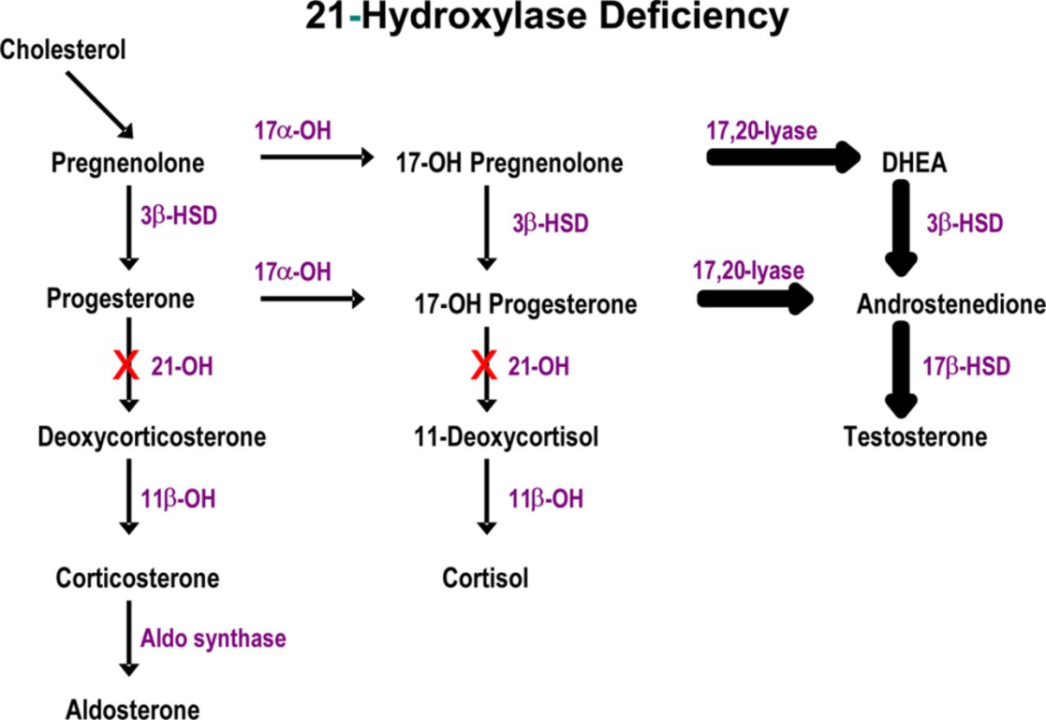 21-Hydroxylase Deficiency
Cholesterol
17α-OH
17,20-lyase
Pregnenolone
17-OH Pregnenolone
DHEA
3β-HSD
3β-HSD
3β-HSD
17α-OH
17,20-lyase
Progesterone
17-OH Progesterone
Androstenedione
X 21-OH
X 21-OH
17β-HSD
Deoxycorticosterone
11-Deoxycortisol
Testosterone
11β-OH
11β-OH
Corticosterone
Cortisol
Aldo synthase
Aldosterone